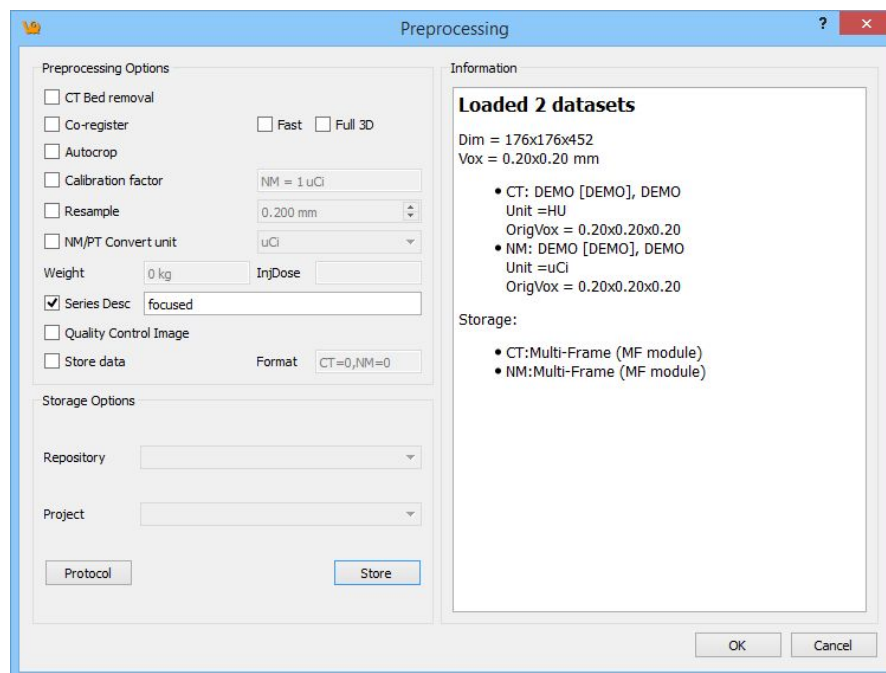 Preprocessing
?
Preprocessing Options
CT Bed removal
Co-register Fast Full 3D
Autocrop
Calibration factor NM = 1 uCi
Resample 0.200 mm
NM/PT Convert unit uCi
Weight 0 kg InjDose
Series Desc focused
Quality Control Image
Store data Format CT=0,NM=0
Storage Options
Repository
Project
Protocol Store
Information
Loaded 2 datasets
Dim = 176x176x452
Vox = 0.20x0.20 mm
• CT: DEMO [DEMO], DEMO
Unit =HU
OrigVox = 0.20x0.20x0.20
• NM: DEMO [DEMO], DEMO
Unit =uCi
OrigVox = 0.20x0.20x0.20
Storage:
• CT:Multi-Frame (MF module)
• NM:Multi-Frame (MF module)
OK Cancel